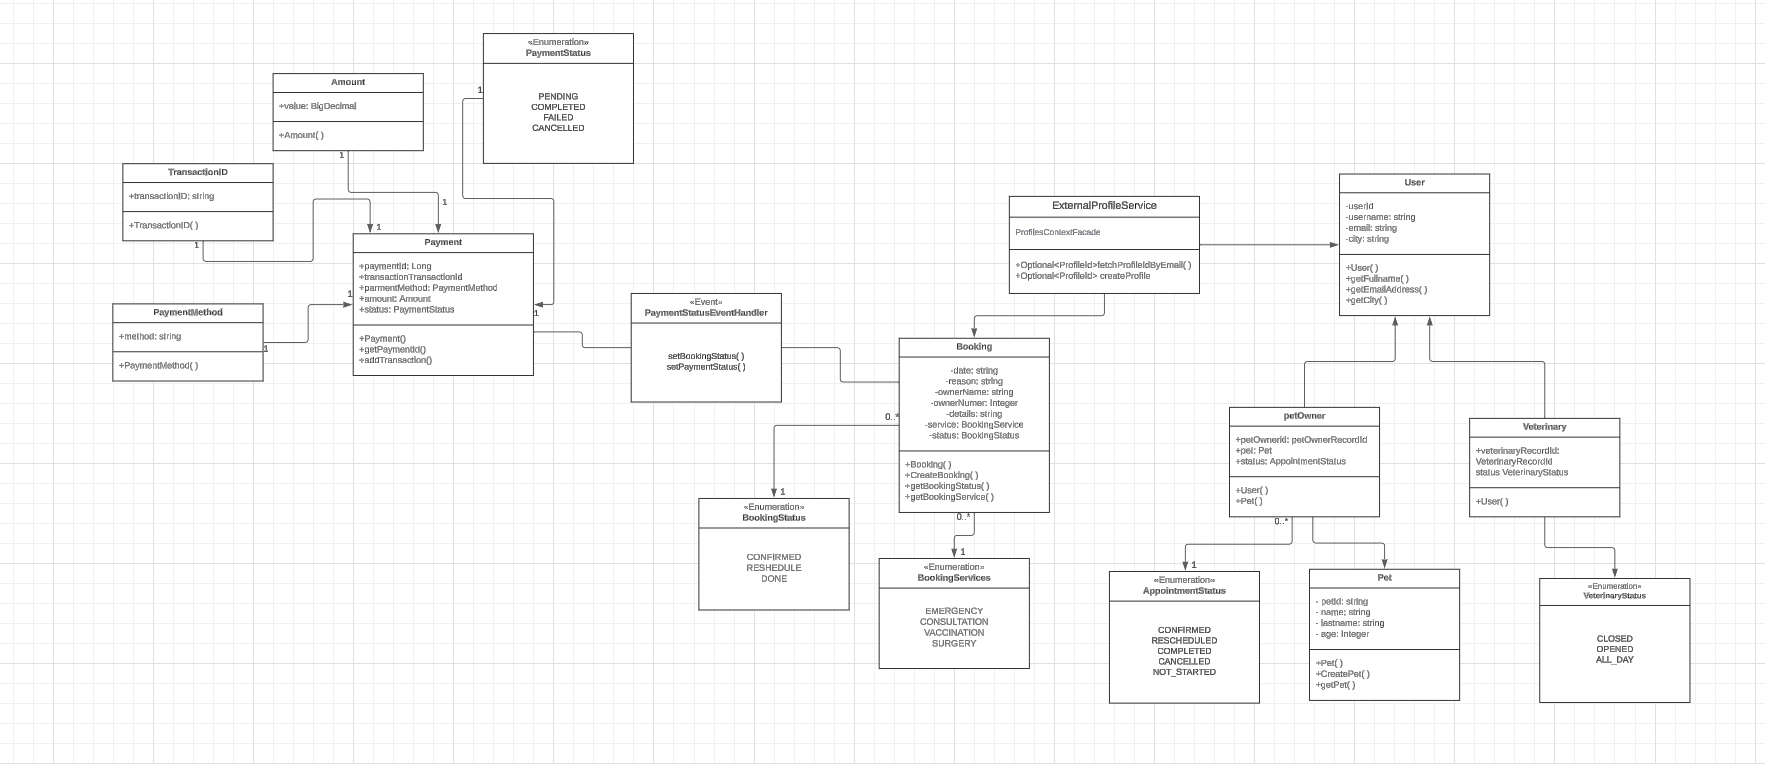 «Enumeration»
PaymentStatus
PENDING
COMPLETED
FAILED
CANCELLED
1
Amount
+value: BigDecimal
+Amount( )
1
1
TransactionID
+transactionID; string
+TransactionID( )
1
1
Payment
+paymentId; Long
+transactionTransactionId
+parmentMethod: PaymentMethod
+amount: Amount
+status: PaymentStatus
+Payment()
+getPaymentId()
+addTransaction()
1
1
PaymentMethod
+method: string
+PaymentMethod( )
1
«Event»
PaymentStatusEventHandler
setBookingStatus( )
setPaymentStatus( )
ExternalProfileService
ProfilesContextFacade
+Optional<ProfileId>fetchProfileIdByEmail( )
+Optional<ProfileId> createProfile
User
-userId
-username: string
-email: string
-city: string
+User( )
+getFullname( )
+getEmailAddress( )
+getCity( )
Booking
-date: string
-reason: string
-ownerName: string
-ownerNumer: Integer
-details: string
-service: BookingService
-status: BookingStatus
+Booking( )
+CreateBooking( )
+getBookingStatus( )
+getBookingService( )
0..*
0..*
1
«Enumeration»
BookingStatus
CONFIRMED
RESHEDULE
DONE
1
«Enumeration»
BookingServices
EMERGENCY
CONSULTATION
VACCINATION
SURGERY
petOwner
+petOwnerId: petOwnerRecordId
+pet: Pet
+status: AppointmentStatus
+User( )
+Pet( )
0..*
Veterinary
+veterinaryRecordId:
VeterinaryRecordId
status VeterinaryStatus
+User( )
1
«Enumeration»
AppointmentStatus
CONFIRMED
RESCHEDULED
COMPLETED
CANCELLED
NOT_STARTED
Pet
- petId: string
- name; string
- lastname: string
- age: Integer
+Pet( )
+CreatePet( )
+getPet( )
«Enumeration»
VeterinaryStatus
CLOSED
OPENED
ALL_DAY